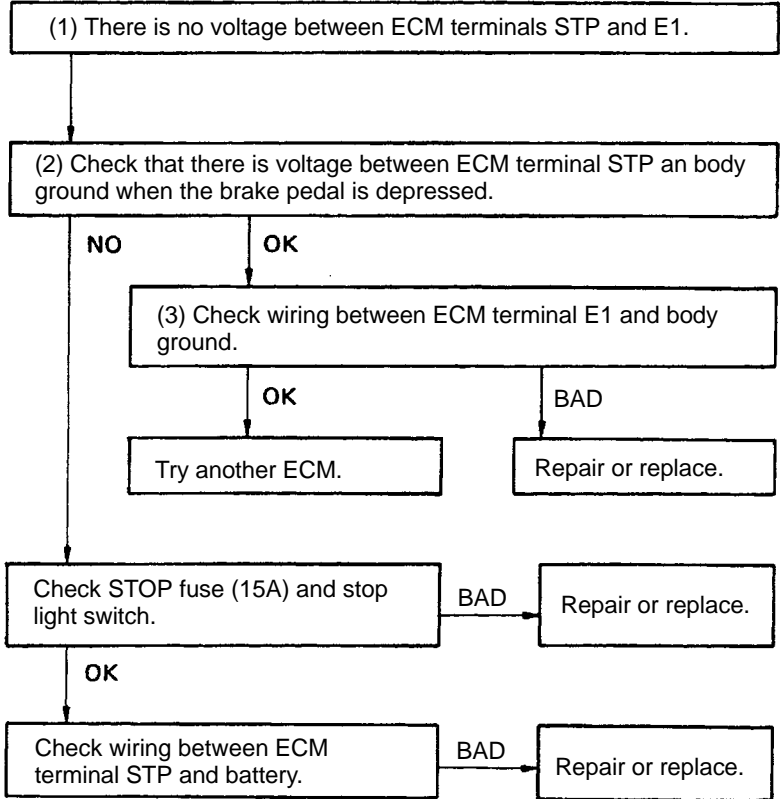 (1) There is no voltage between ECM terminals STP and E1.
(2) Check that there is voltage between ECM terminal STP an body
ground when the brake pedal is depressed.
NO
OK
(3) Check wiring between ECM terminal E1 and body
ground.
OK
BAD
Try another ECM.
Repair or replace.
Check STOP fuse (15A) and stop
light switch.
BAD
Repair or replace.
OK
Check wiring between ECM
terminal STP and battery.
BAD
Repair or replace.